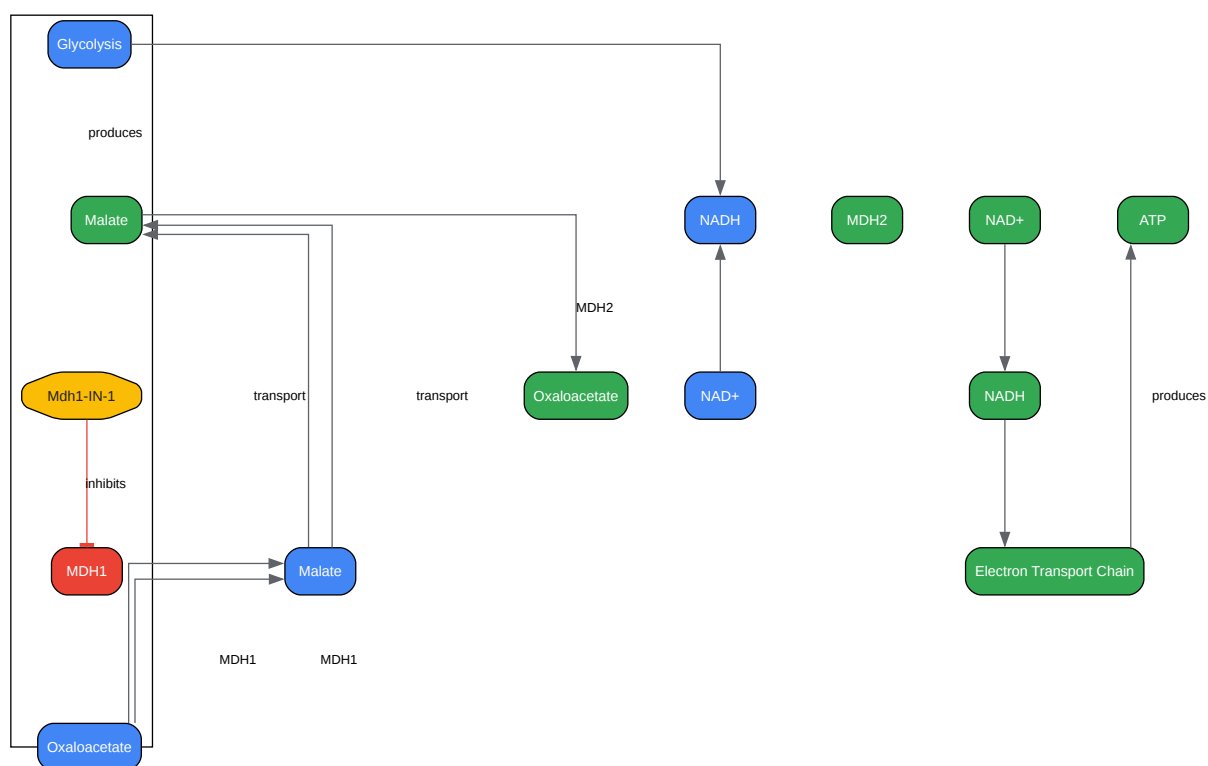 Glycolysis
produces
Malate
NADH
MDH2
NAD+
ATP
MDH2
Mdh1-IN-1
transport
transport
Oxaloacetate
NAD+
NADH
produces
inhibits
MDH1
Malate
Electron Transport Chain
MDH1
MDH1
Oxaloacetate